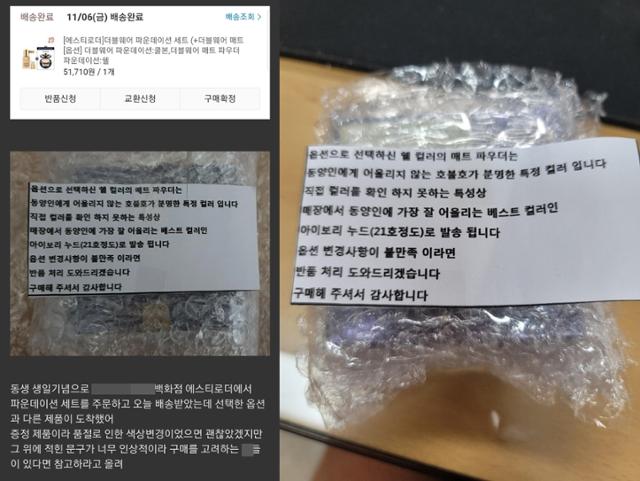 배송완료 11/06(금) 배송완료 배송조회 >
[에스티로더]더블웨어 파운데이션 세트 (+더블웨어 매트
[옵션] 더블웨어 파운데이션:쿨본,더블웨어 매트 파우더
파운데이션:쉘
51,710원 / 1개
반품신청 교환신청 구매확정
옵션으로 선택하신 쉘 컬러의 매트 파우더는
동양인에게 어울리지 않는 호불호가 분명한 특정 컬러 입니다
직접 컬러를 확인 하지 못하는 특성상
매장에서 동양인에 가장 잘 어울리는 베스트 컬러인
아이보리 누드(21호정도)로 발송 됩니다
옵션 변경사항이 불만족 이라면
반품 처리 도와드리겠습니다
구매해 주셔서 감사합니다
동생 생일기념으로 백화점 에스티로더에서
파운데이션 세트를 주문하고 오늘 배송받았는데 선택한 옵션
과 다른 제품이 도착했어
증정 제품이라 품절로 인한 색상변경이었으면 괜찮았겠지만
그 위에 적힌 문구가 너무 인상적이라 구매를 고려하는 들
이 있다면 참고하라고 올려
옵션으로 선택하신 쉘 컬러의 매트 파우더는
동양인에게 어울리지 않는 호불호가 분명한 특정 컬러 입니다
직접 컬러를 확인 하지 못하는 특성상
매장에서 동양인에 가장 잘 어울리는 베스트 컬러인
아이보리 누드(21호정도)로 발송 됩니다
옵션 변경사항이 불만족 이라면
반품 처리 도와드리겠습니다
구매해 주셔서 감사합니다